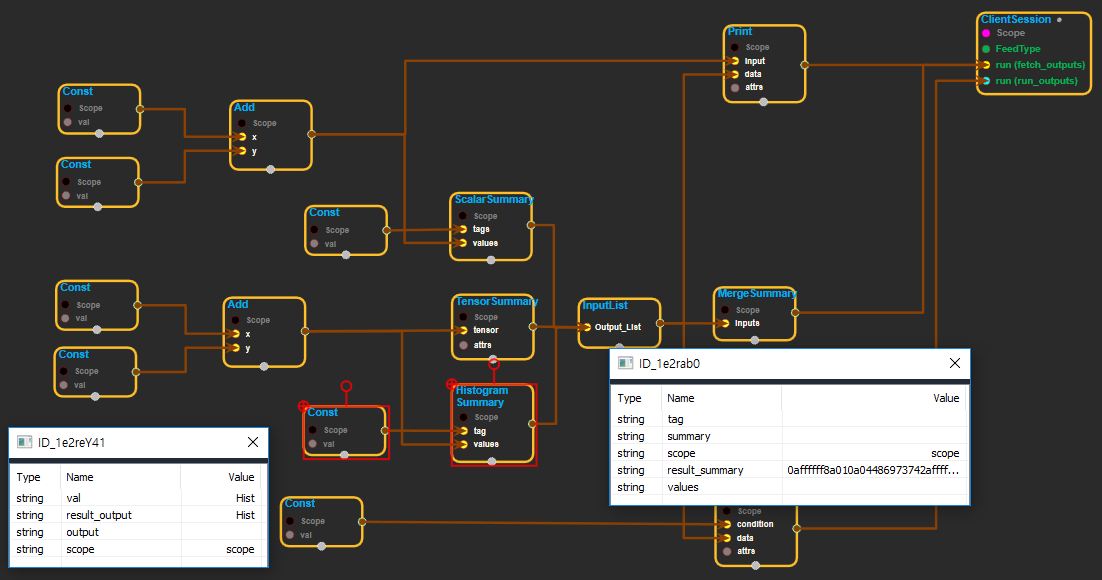 ClientSession
Scope
FeedType
run (fetch_outputs)
run (run_outputs)
Print
Scope
input
data
attrs
Const
Scope
val
Add
Scope
x
y
Const
Scope
val
Const
Scope
val
ScalarSummary
Scope
tags
values
Const
Scope
val
Add
Scope
x
y
Const
Scope
val
TensorSummary
Scope
tensor
attrs
InputList
Output_List
MergeSummary
Scope
inputs
Const
Scope
val
Histogram
Summary
Scope
tag
values
Const
Scope
val
Scope
condition
data
attrs
ID_1e2reY41
Type Name Value
string val Hist
string result_output Hist
string output
string scope scope
ID_1e2rab0
Type Name Value
string tag
string summary
string scope scope
string result_summary 0affffff8a010a04486973742affff...
string values